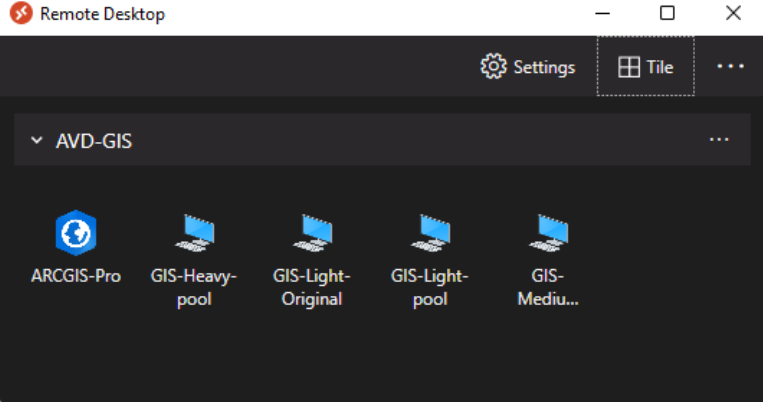 Remote Desktop
Settings
Tile
AVD-GIS
ARCGIS-Pro
GIS-Heavy-
pool
GIS-Light-
Original
GIS-Light-
pool
GIS-
Mediu...